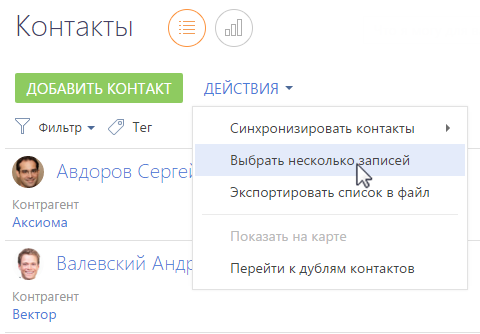 Контакты
ДОБАВИТЬ КОНТАКТ
ДЕЙСТВИЯ
Фильтр
Тег
Синхронизировать контакты
Выбрать несколько записей
Экспортировать список в файл
Показать на карте
Перейти к дублям контактов
Авдоров Сергей
Контрагент
Аксиома
Валевский Андр
Контрагент
Вектор